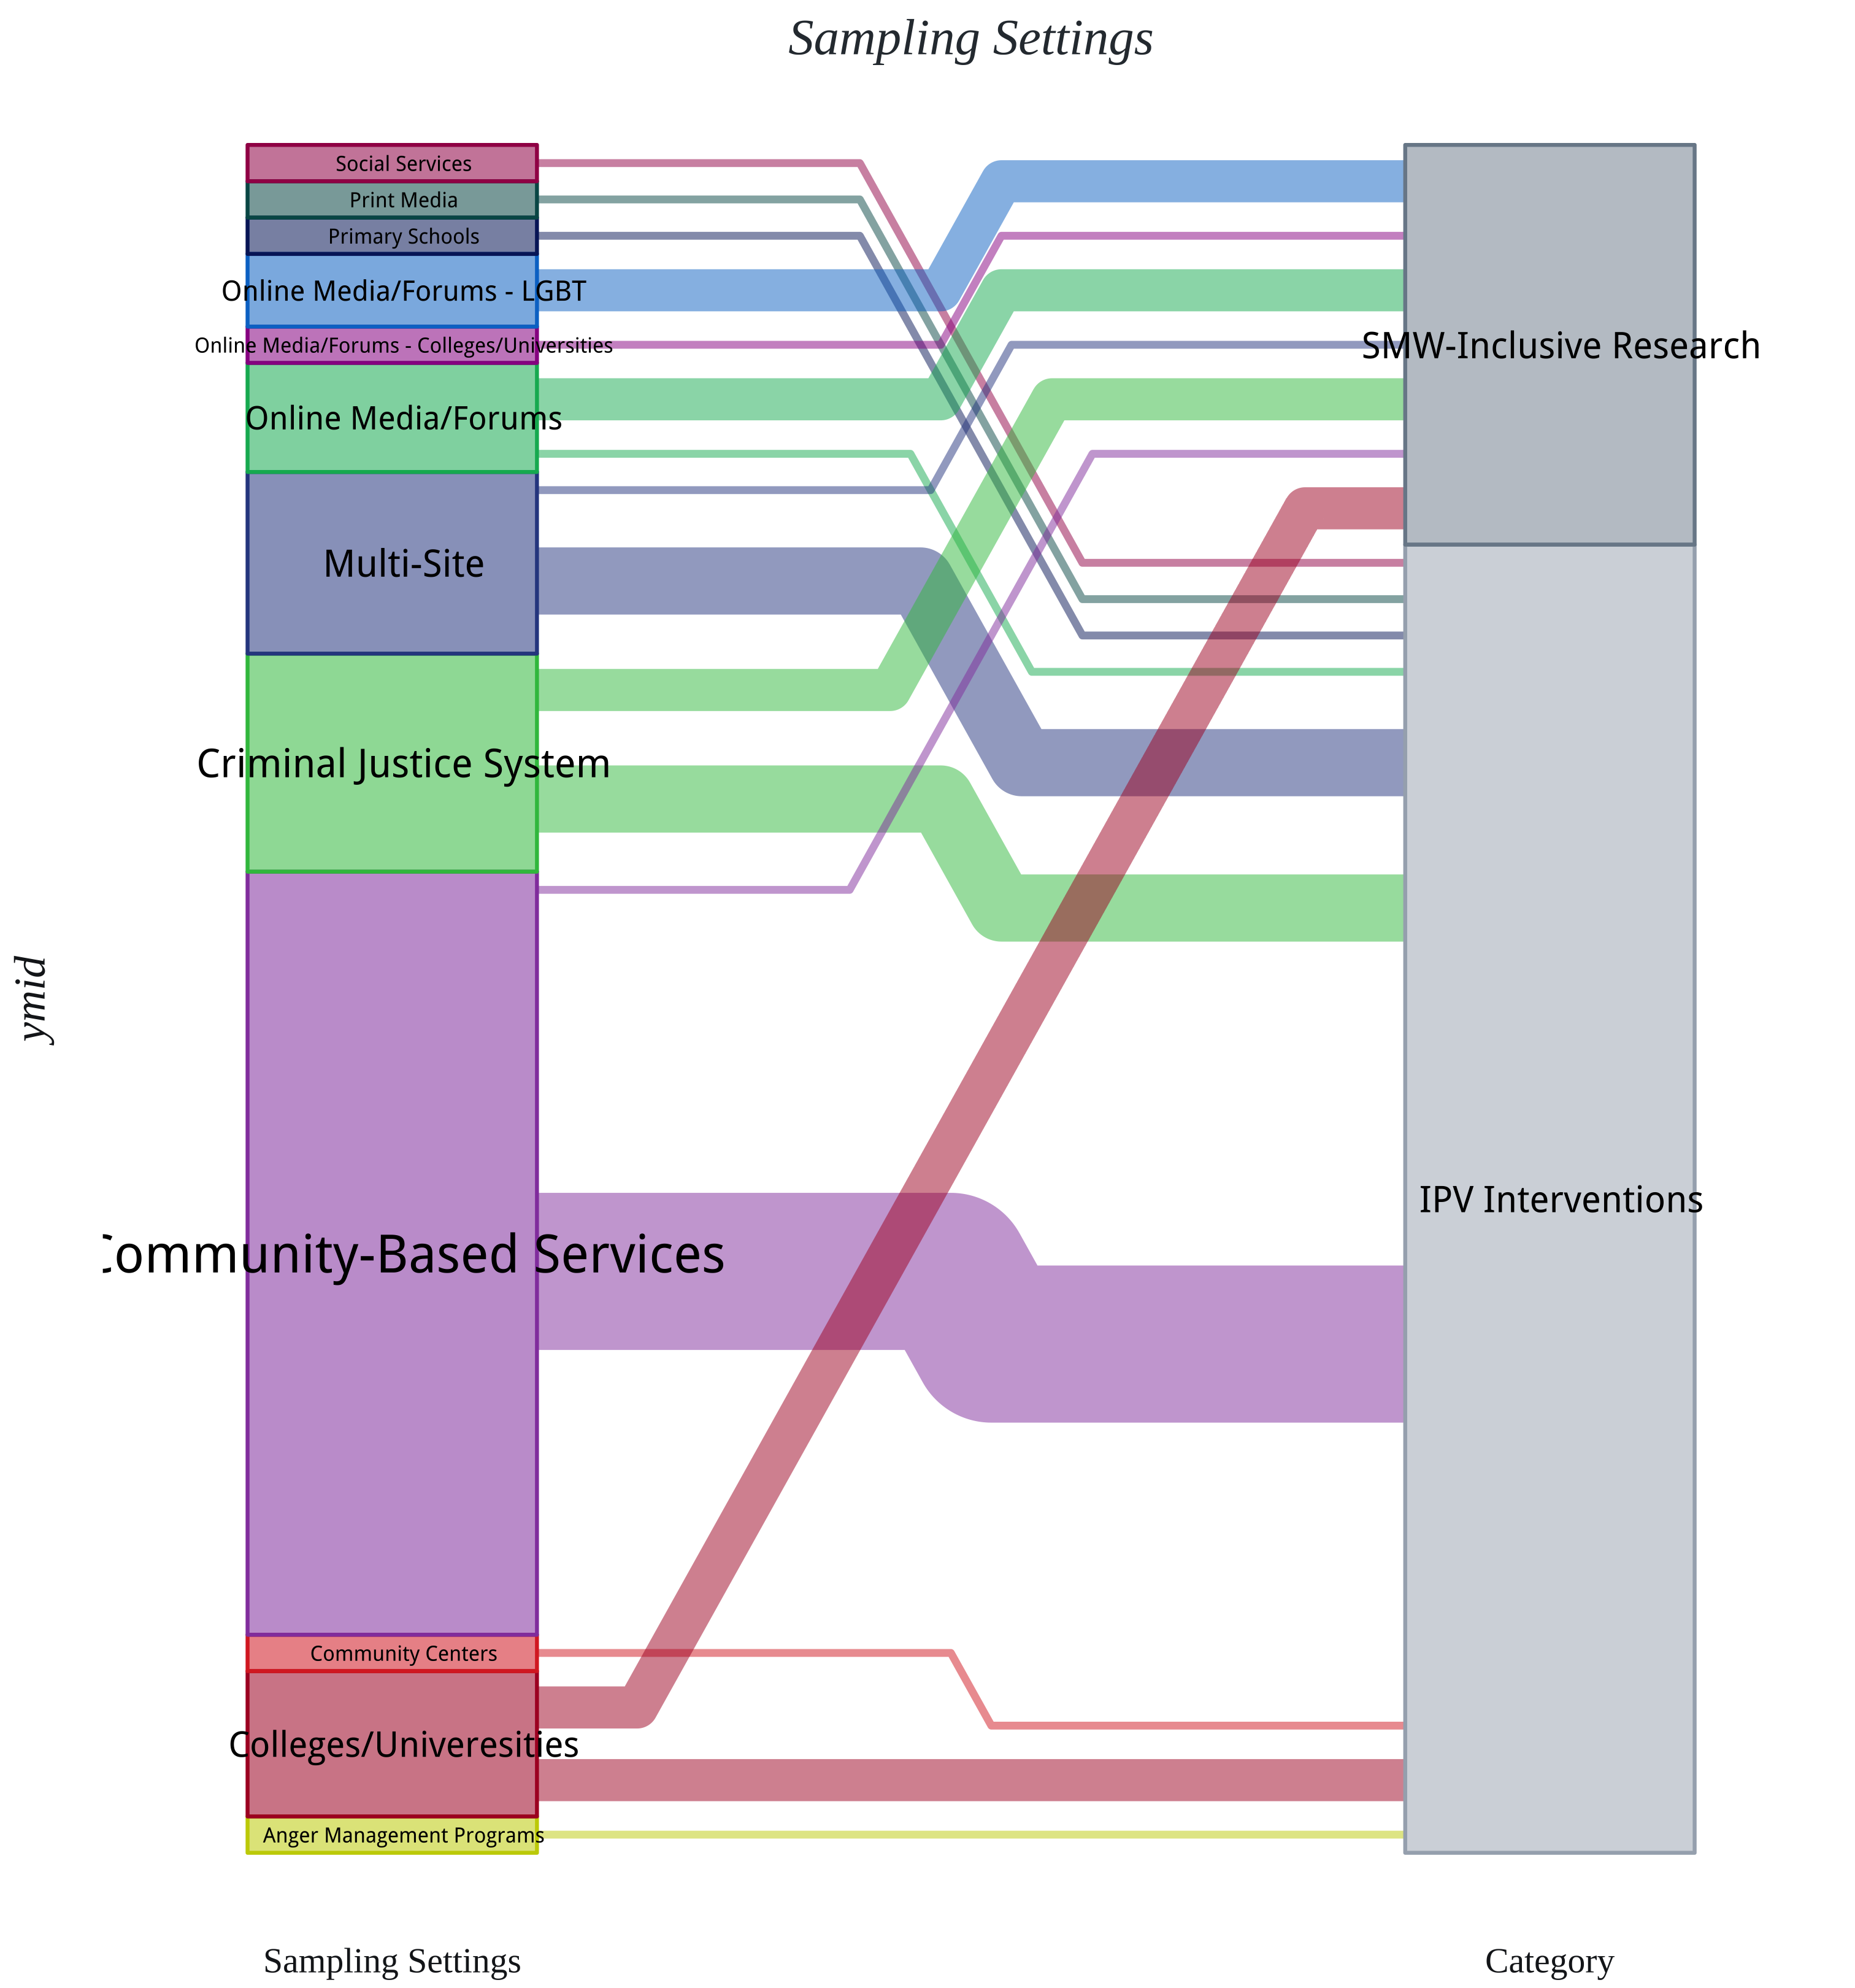 Sampling Settings
Social Services
Print Media
Primary Schools
Online Media/Forums - LGBT
Online Media/Forums - Colleges/Universities
SMW-Inclusive Research
Online Media/Forums
Multi-Site
Criminal Justice System
ymid
IPV Interventions
Community-Based Services
Community Centers
Colleges/Univeresities
Anger Management Programs
Sampling Settings
Category